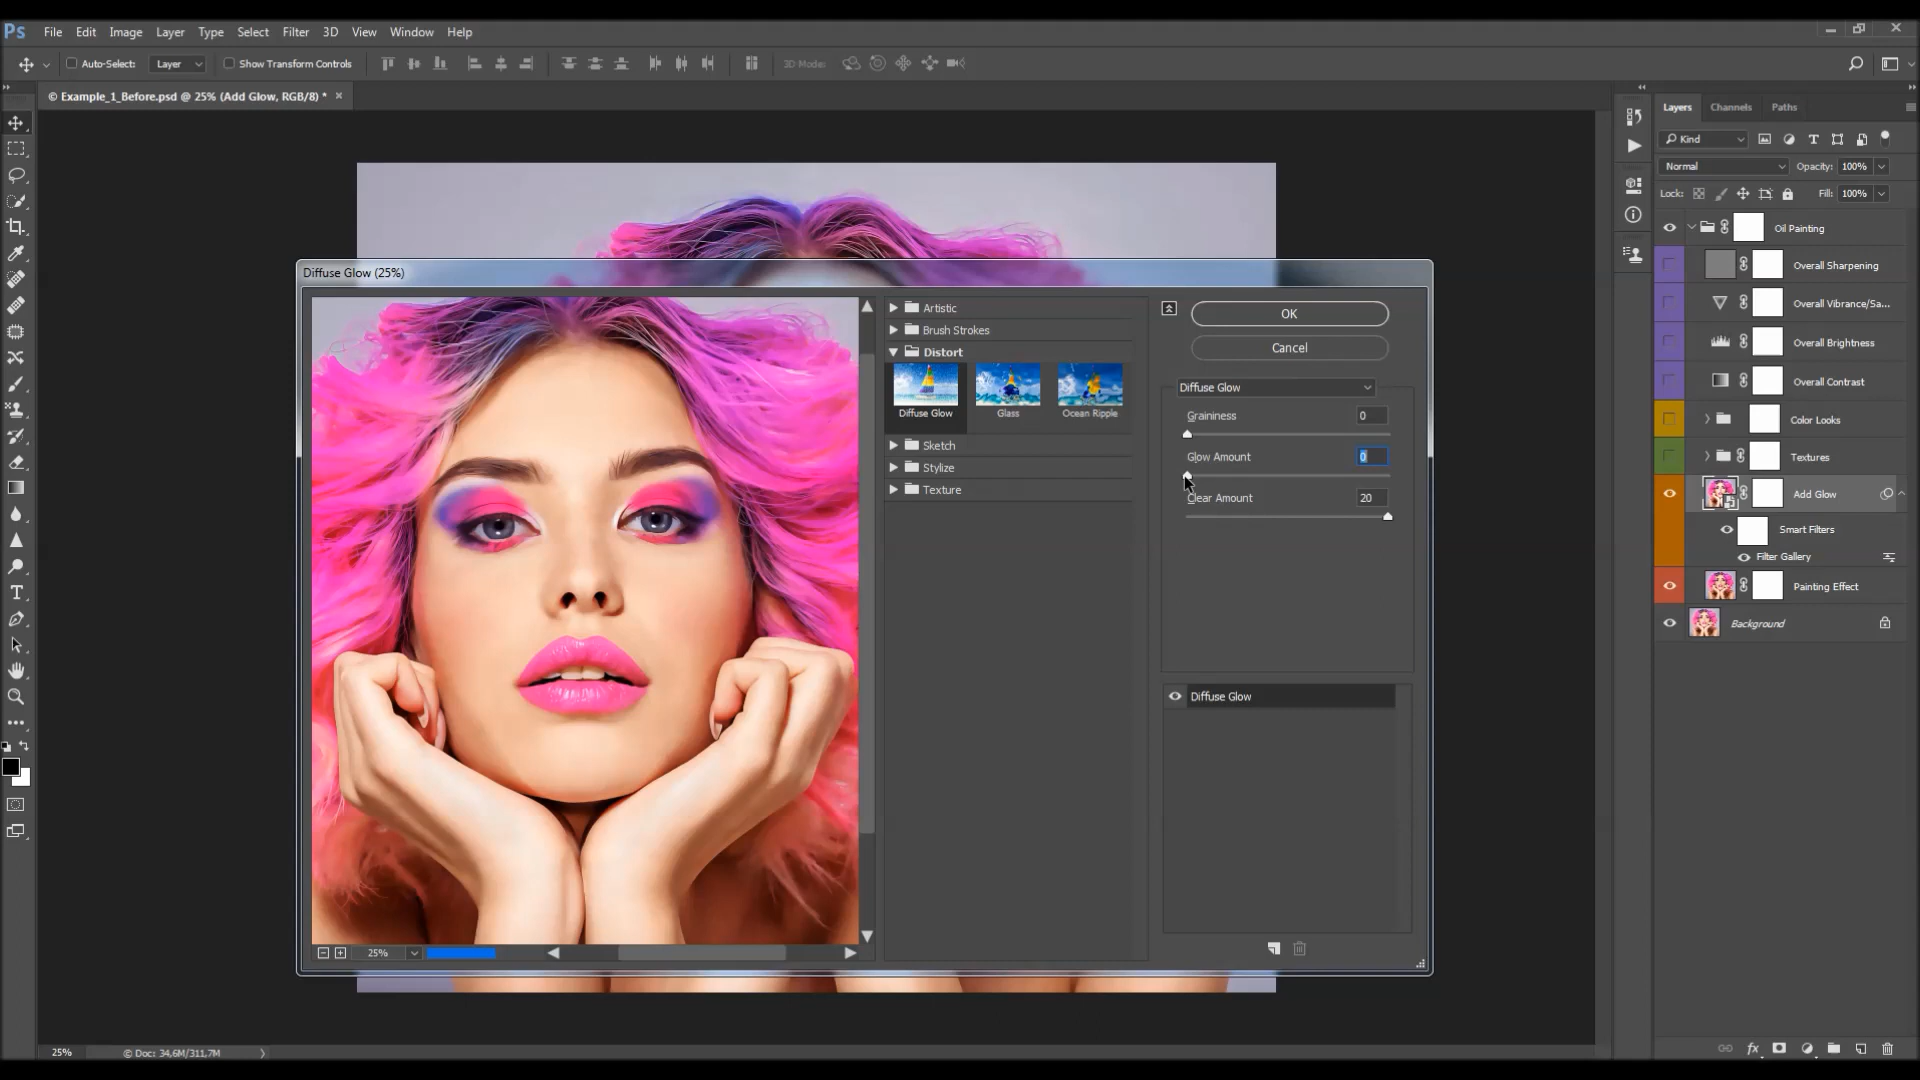 Ps File Edit Image Layer Type Select Filter 3D View Window Help
Auto-Select: Layer Show Transform Controls 3D Mode:
© Example_1_Before.psd @ 25% (Add Glow, RGB/8) * ×
Layers Channels Paths
Kind
Normal Opacity: 100%
Lock: Fill: 100%
Oil Painting
Overall Sharpening
Overall Vibrance/Sa...
Overall Brightness
Overall Contrast
Color Looks
Textures
Add Glow
Smart Filters
Filter Gallery
Painting Effect
Background
Diffuse Glow (25%)
Artistic
Brush Strokes
Distort
Diffuse Glow Glass Ocean Ripple
Sketch
Stylize
Texture
OK
Cancel
Diffuse Glow
Graininess 0
Glow Amount 0
Clear Amount 20
Diffuse Glow
25%
25% © Doc: 34,6M/311,7M
fx